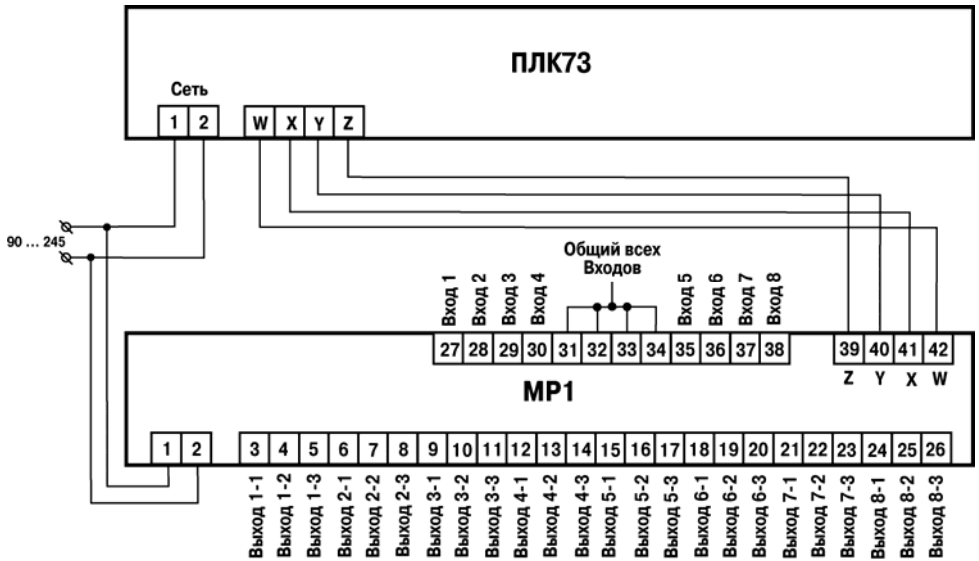 ПЛК73
Сеть
1 2 W X Y Z
90 ... 245
Общий всех
Входов
Вход 1
Вход 2
Вход 3
Вход 4
Вход 5
Вход 6
Вход 7
Вход 8
27 28 29 30 31 32 33 34 35 36 37 38 39 40 41 42
Z Y X W
МР1
1 2 3 4 5 6 7 8 9 10 11 12 13 14 15 16 17 18 19 20 21 22 23 24 25 26
Выход 1-1
Выход 1-2
Выход 1-3
Выход 2-1
Выход 2-2
Выход 2-3
Выход 3-1
Выход 3-2
Выход 3-3
Выход 4-1
Выход 4-2
Выход 4-3
Выход 5-1
Выход 5-2
Выход 5-3
Выход 6-1
Выход 6-2
Выход 6-3
Выход 7-1
Выход 7-2
Выход 7-3
Выход 8-1
Выход 8-2
Выход 8-3